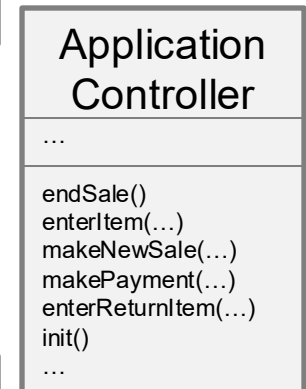 Application
Controller
…
endSale()
enterItem(…)
makeNewSale(…)
makePayment(…)
enterReturnItem(…)
init()
…